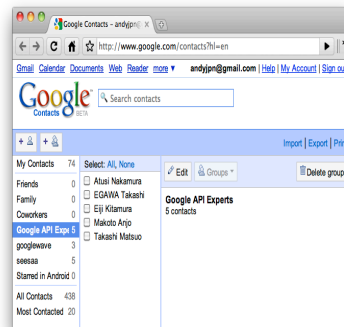 Google Contacts – andyjpn@
http://www.google.com/contacts?hl=en
Gmail Calendar Documents Web Reader more ▼ andyjpn@gmail.com | Help | My Account | Sign ou
Google
Contacts BETA
Search contacts
Import | Export | Prin
My Contacts 74
Friends 0
Family 0
Coworkers 0
Google API Expe 5
googlewave 3
seesaa 5
Starred in Android 0
All Contacts 438
Most Contacted 20
Select: All, None
Atusi Nakamura
EGAWA Takashi
Eiji Kitamura
Makoto Anjo
Takashi Matsuo
Edit Groups Delete group
Google API Experts
5 contacts